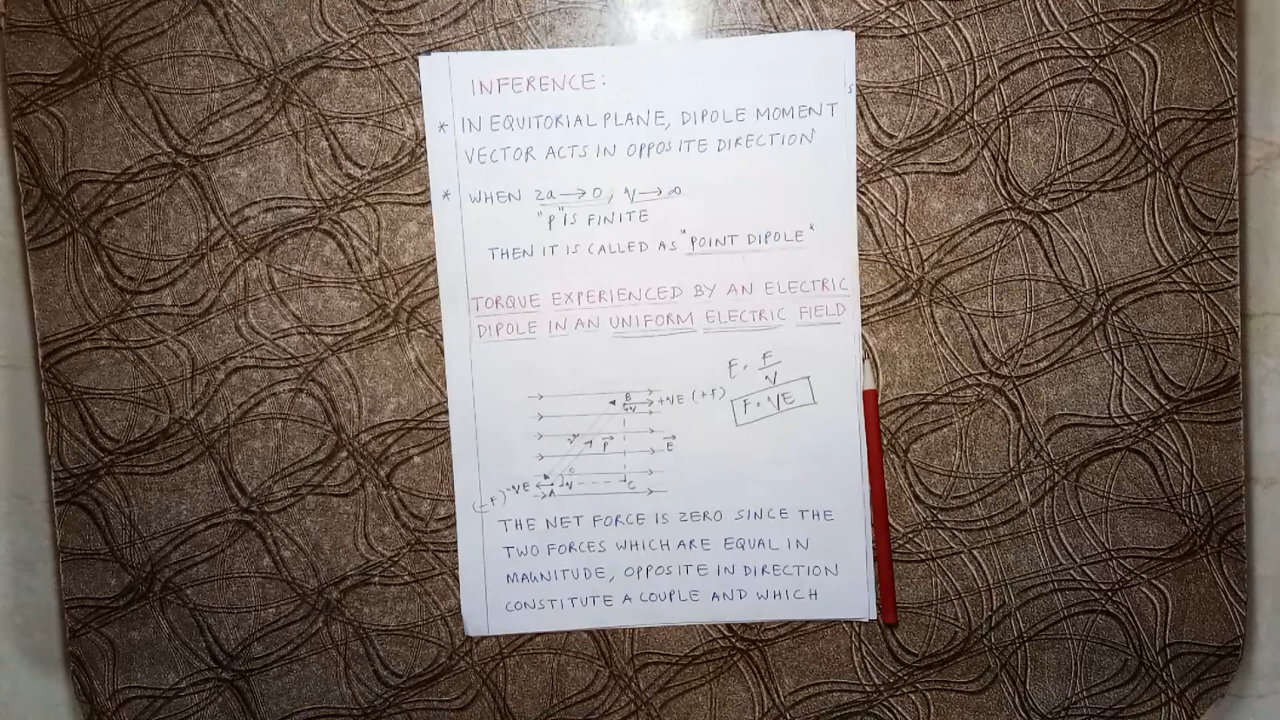 INFERENCE:
* IN EQUITORIAL PLANE, DIPOLE MOMENT
VECTOR ACTS IN OPPOSITE DIRECTION
* WHEN 2a → 0, q → ∞
"P" IS FINITE
THEN IT IS CALLED AS "POINT DIPOLE"
TORQUE EXPERIENCED BY AN ELECTRIC
DIPOLE IN AN UNIFORM ELECTRIC FIELD
E = F/q
F = qE
B
+qE (+F)
+q
P
E
C
A
(-F) -qE
THE NET FORCE IS ZERO SINCE THE
TWO FORCES WHICH ARE EQUAL IN
MAGNITUDE, OPPOSITE IN DIRECTION
CONSTITUTE A COUPLE AND WHICH